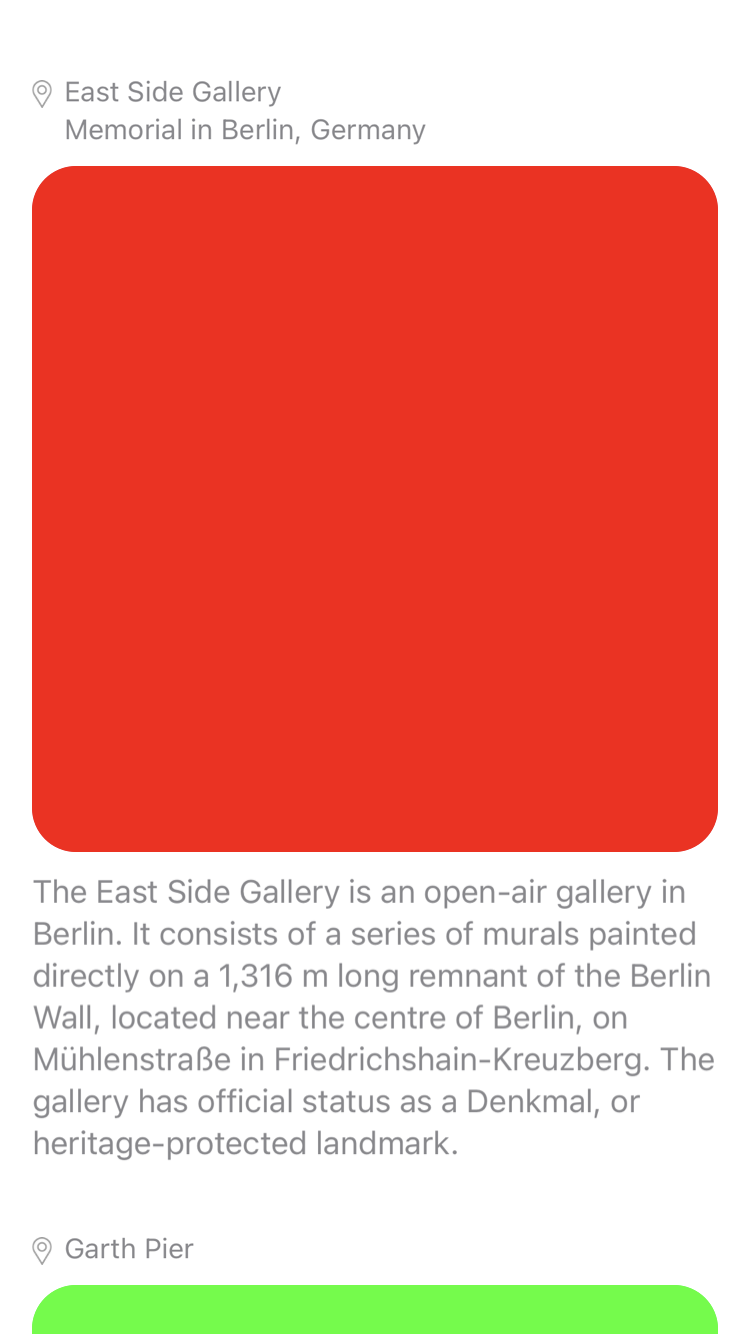 East Side Gallery
Memorial in Berlin, Germany
The East Side Gallery is an open-air gallery in
Berlin. It consists of a series of murals painted
directly on a 1,316 m long remnant of the Berlin
Wall, located near the centre of Berlin, on
Mühlenstraße in Friedrichshain-Kreuzberg. The
gallery has official status as a Denkmal, or
heritage-protected landmark.
Garth Pier